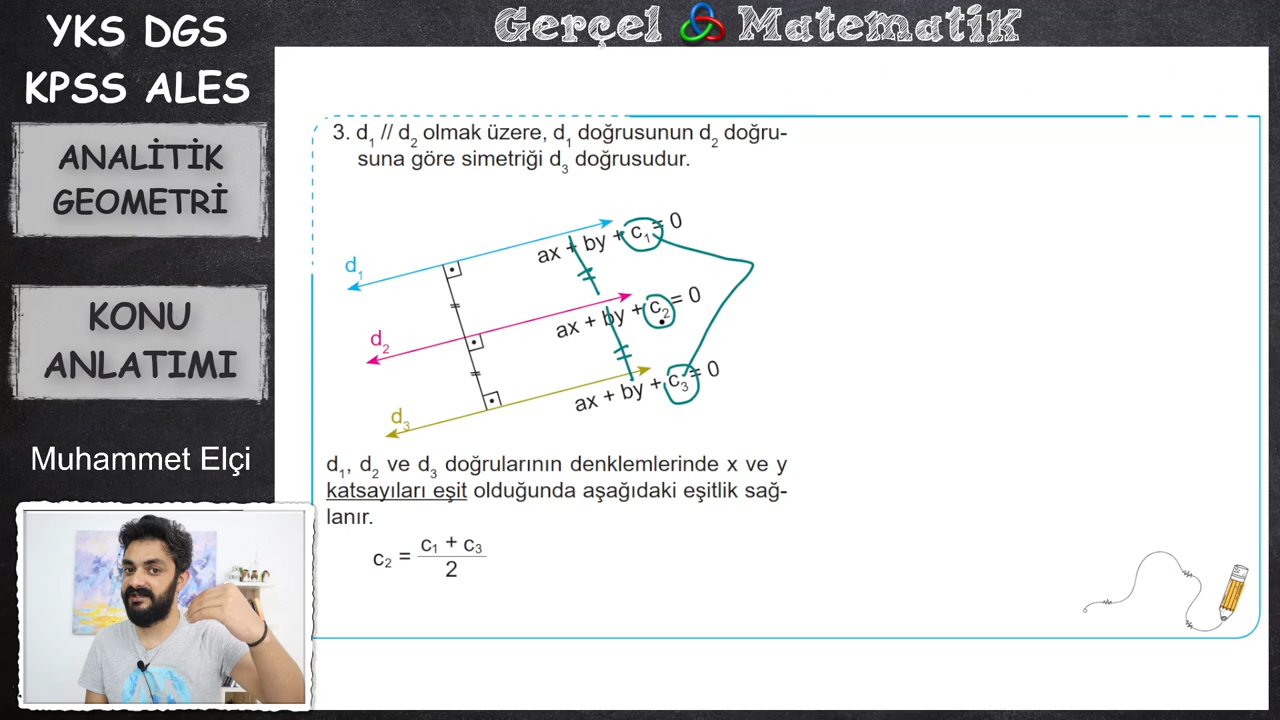 YKS DGS
KPSS ALES
ANALİTİK
GEOMETRİ
KONU
ANLATIMI
Muhammet Elçi
Gerçel Matematik
3. d₁ // d₂ olmak üzere, d₁ doğrusunun d₂ doğru-
suna göre simetriği d₃ doğrusudur.
ax + by + c₁ = 0
d₁
ax + by + c₂ = 0
d₂
ax + by + c₃ = 0
d₃
d₁, d₂ ve d₃ doğrularının denklemlerinde x ve y
katsayıları eşit olduğunda aşağıdaki eşitlik sağ-
lanır.
c₂ = (c₁ + c₃)/2